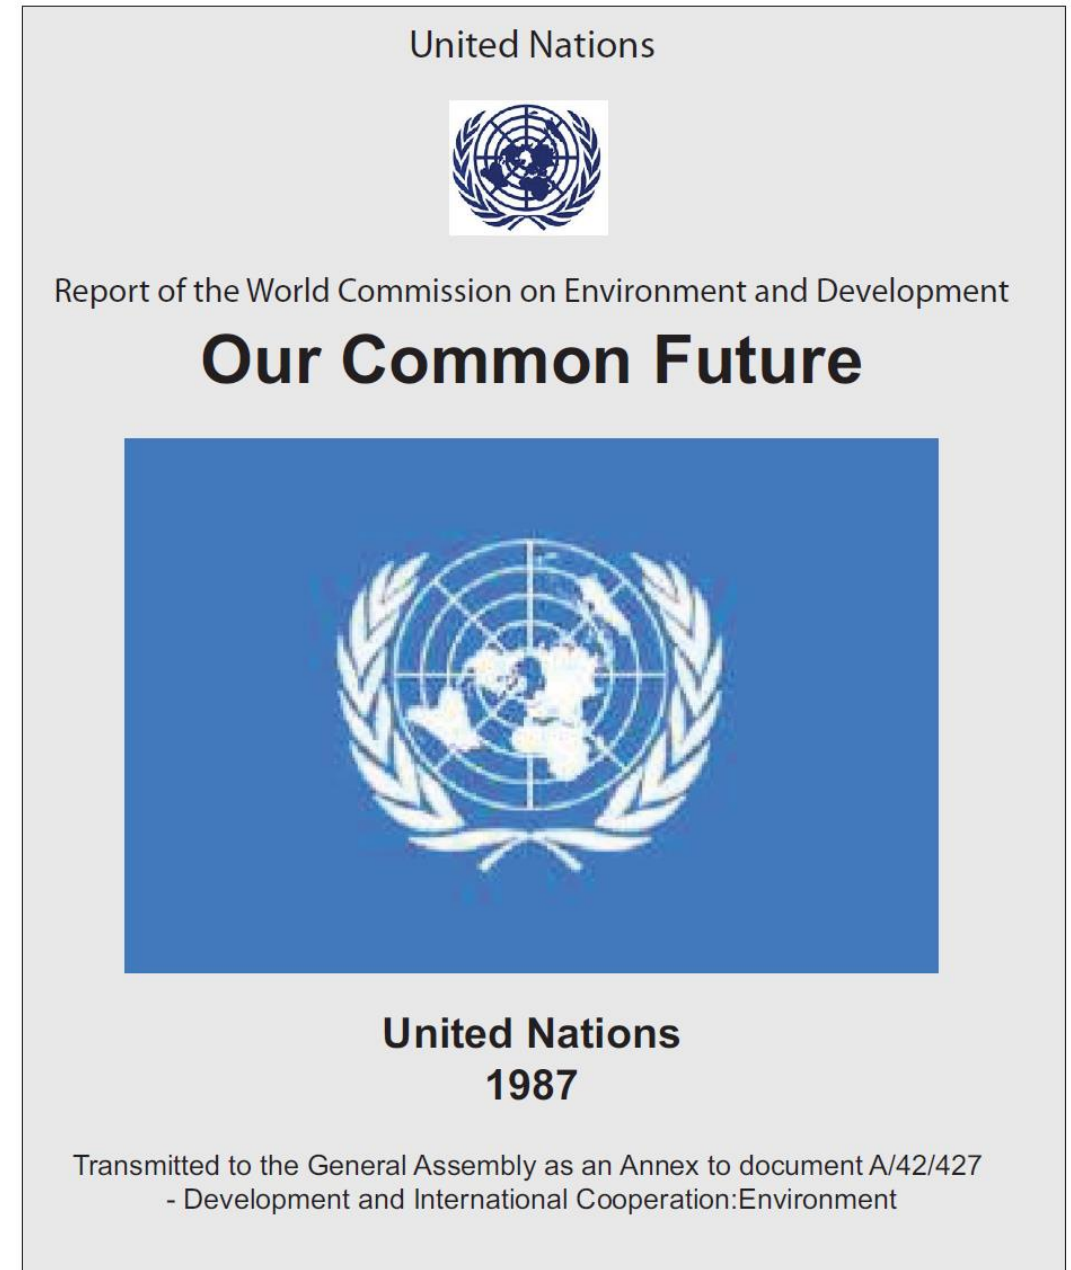 United Nations
Report of the World Commission on Environment and Development
Our Common Future
United Nations
1987
Transmitted to the General Assembly as an Annex to document A/42/427
- Development and International Cooperation:Environment